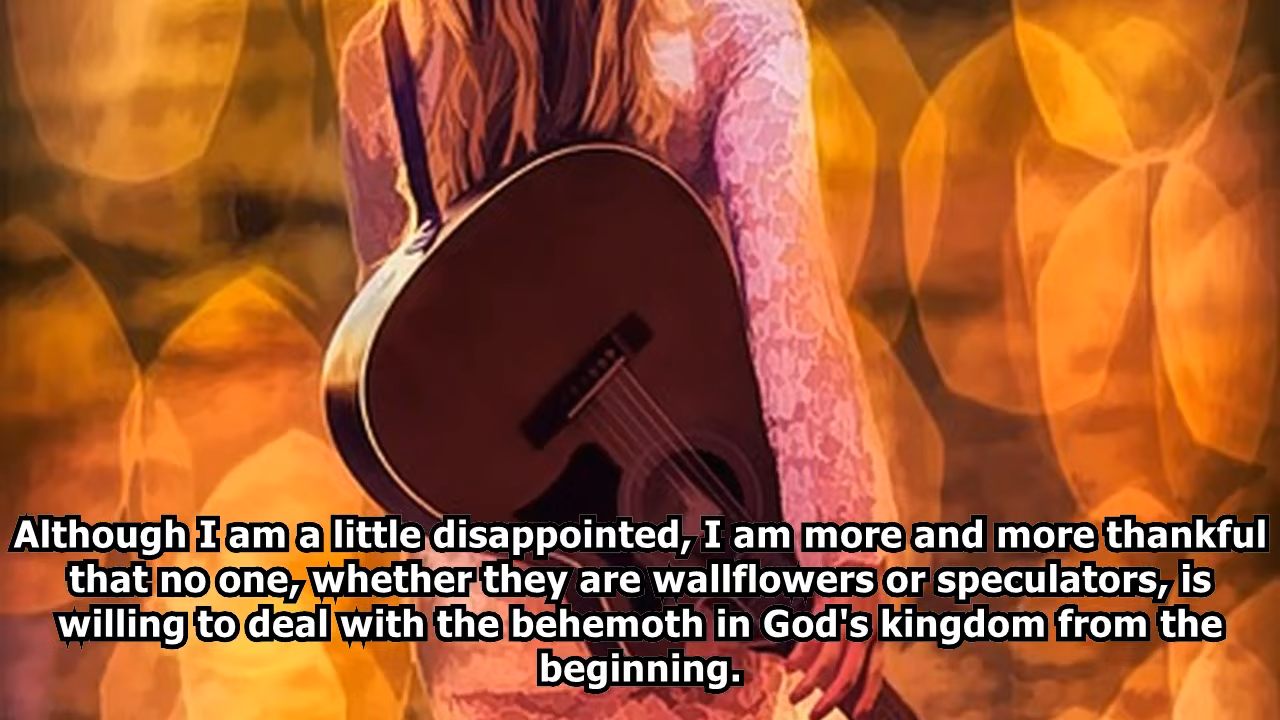 Although I am a little disappointed, I am more and more thankful
that no one, whether they are wallflowers or speculators, is
willing to deal with the behemoth in God's kingdom from the
beginning.